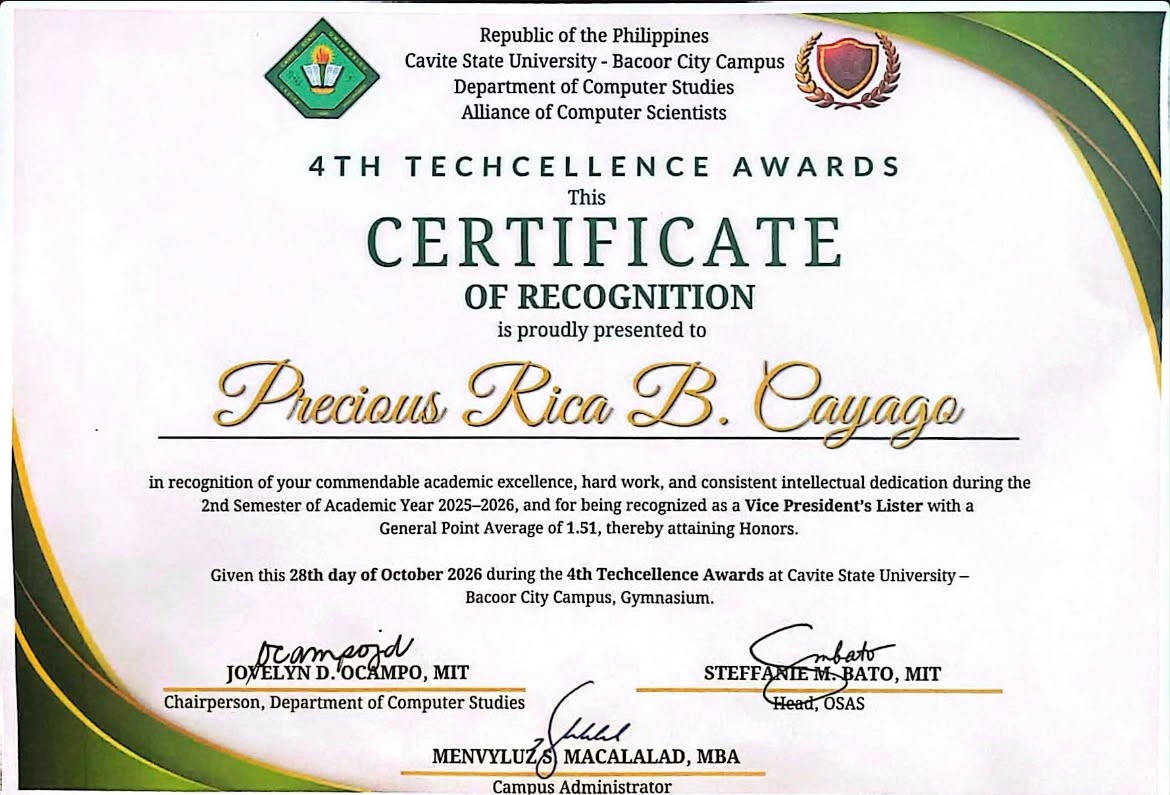 Republic of the Philippines
Cavite State University - Bacoor City Campus
Department of Computer Studies
Alliance of Computer Scientists
4TH TECHCELLENCE AWARDS
This
CERTIFICATE
OF RECOGNITION
is proudly presented to
Precious Rica B. Cayago
in recognition of your commendable academic excellence, hard work, and consistent intellectual dedication during the
2nd Semester of Academic Year 2025–2026, and for being recognized as a Vice President's Lister with a
General Point Average of 1.51, thereby attaining Honors.
Given this 28th day of October 2026 during the 4th Techcellence Awards at Cavite State University –
Bacoor City Campus, Gymnasium.
Ocampojd
JOVELYN D. OCAMPO, MIT
Chairperson, Department of Computer Studies
Smbato
STEFFANIE M. BATO, MIT
Head, OSAS
MENVYLUZ S. MACALALAD, MBA
Campus Administrator